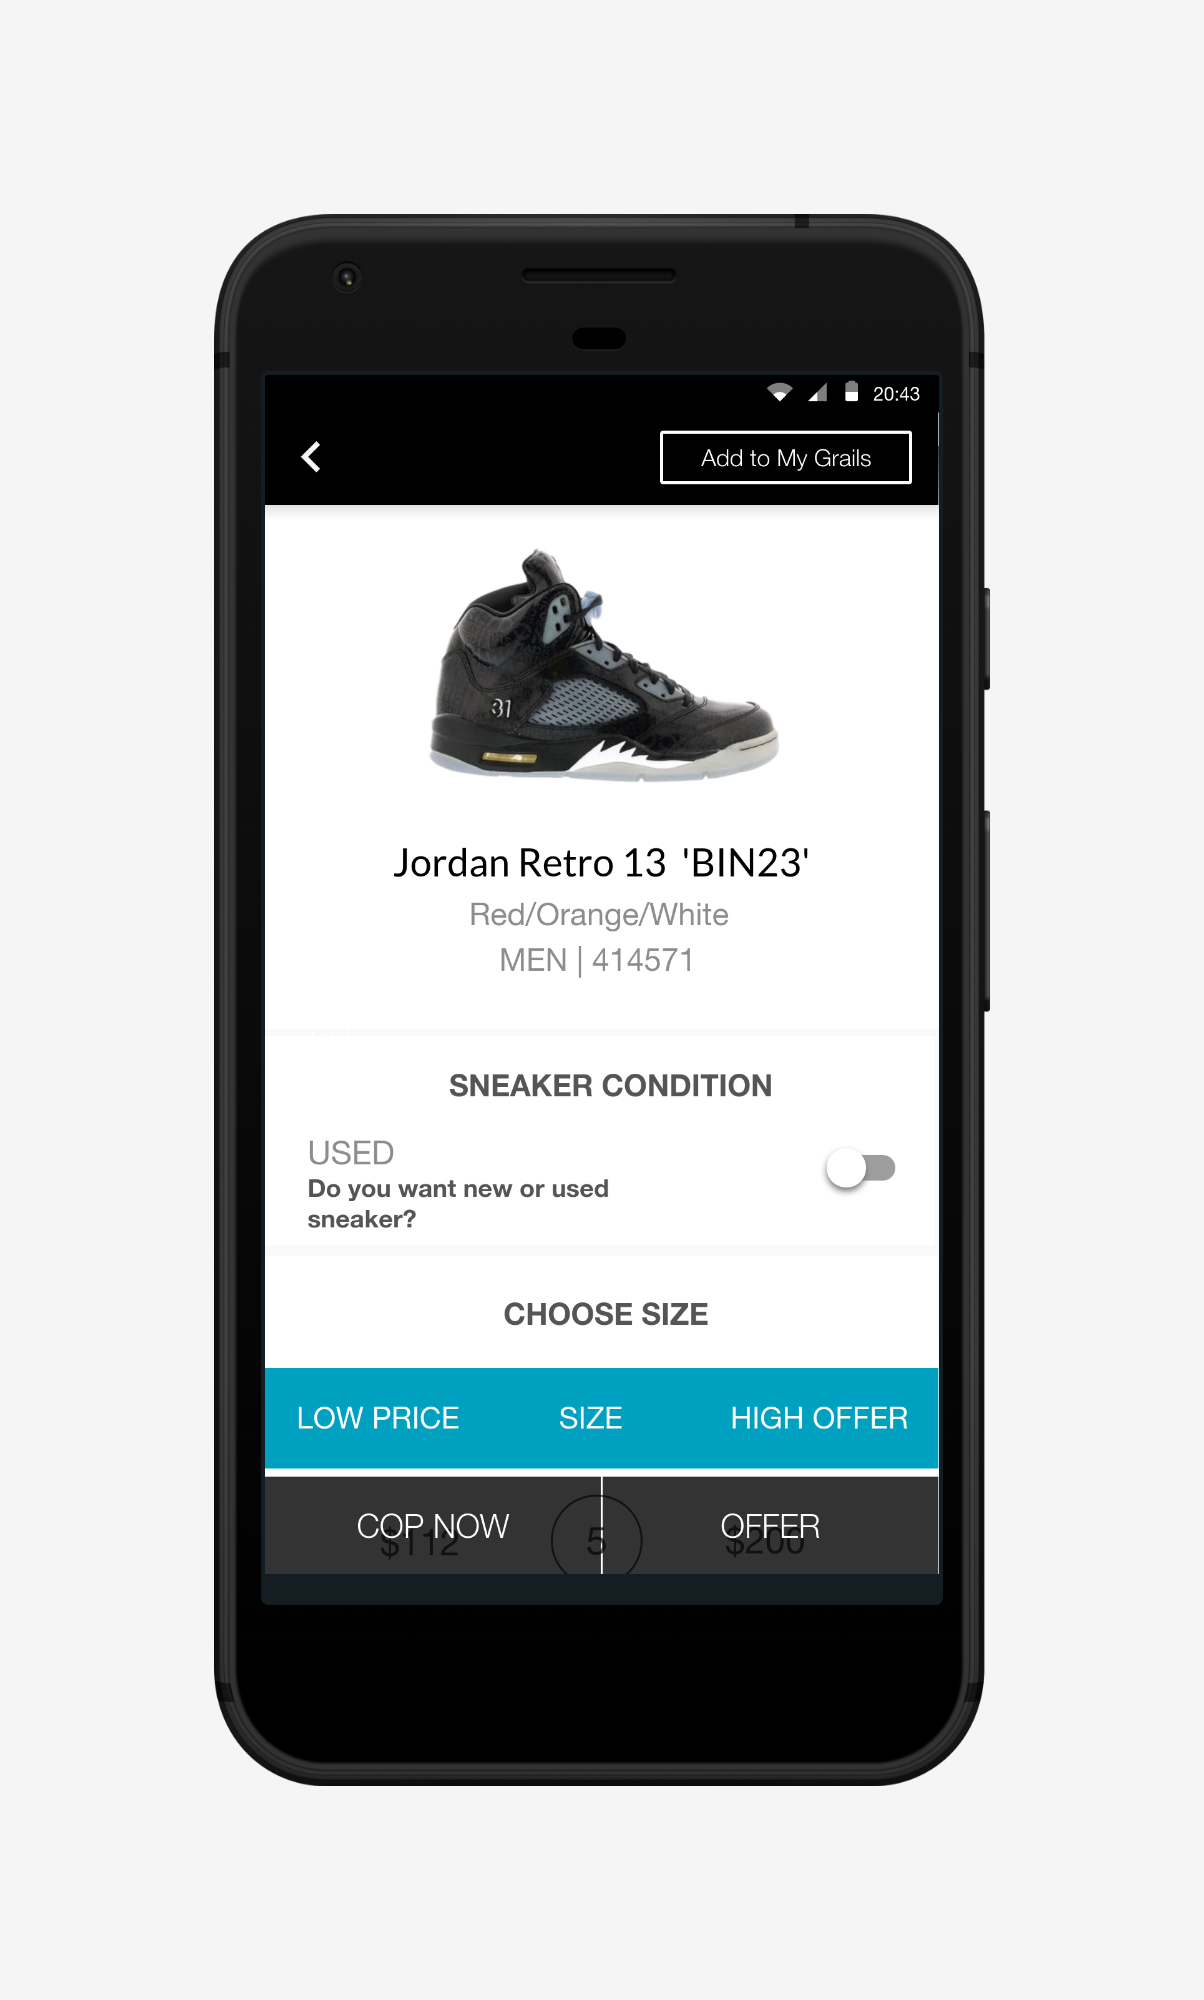 20:43
Add to My Grails
31
Jordan Retro 13 'BIN23'
Red/Orange/White
MEN | 414571
SNEAKER CONDITION
USED
Do you want new or used
sneaker?
CHOOSE SIZE
LOW PRICE SIZE HIGH OFFER
COP NOW OFFER
$112 5 $200